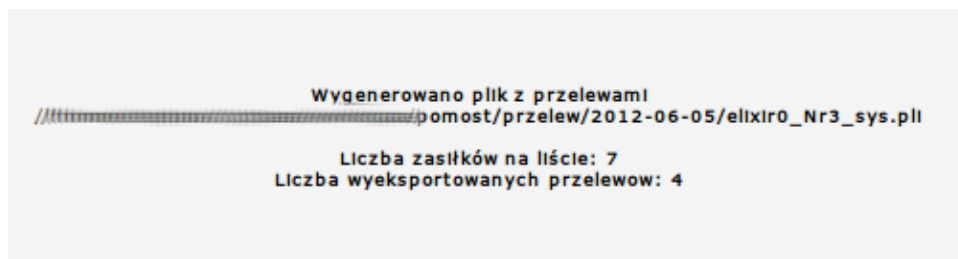 Wygenerowano plik z przelewami
pomost/przelew/2012-06-05/elixir0_Nr3_sys.pli
Liczba zasiłków na liście: 7
Liczba wyeksportowanych przelewow: 4